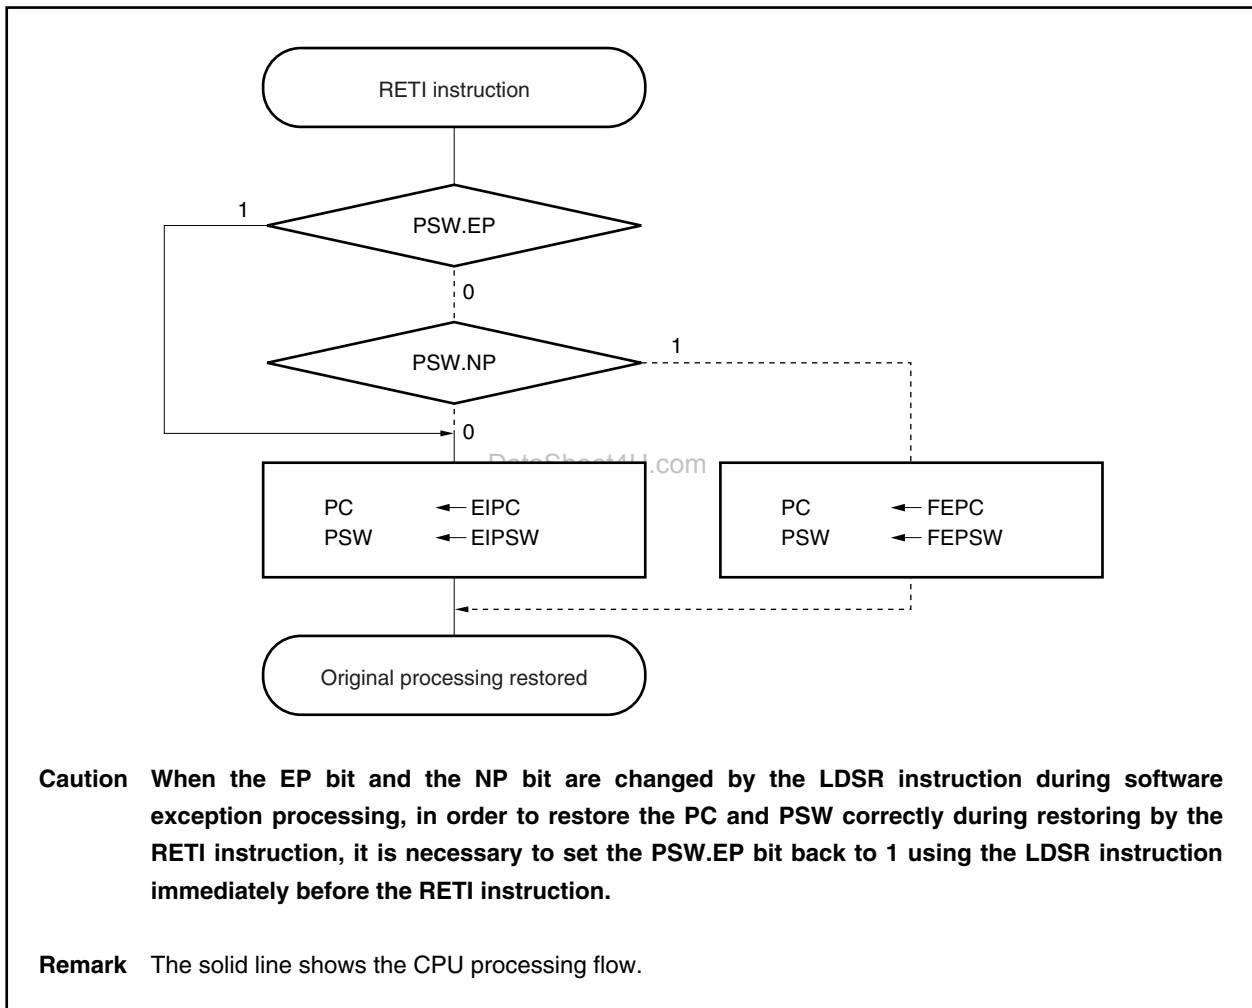 RETI instruction
1
PSW.EP
0
1
PSW.NP
0
DataSheet4U.com
PC ← EIPC
PSW ← EIPSW
PC ← FEPC
PSW ← FEPSW
Original processing restored
Caution When the EP bit and the NP bit are changed by the LDSR instruction during software
exception processing, in order to restore the PC and PSW correctly during restoring by the
RETI instruction, it is necessary to set the PSW.EP bit back to 1 using the LDSR instruction
immediately before the RETI instruction.
Remark The solid line shows the CPU processing flow.